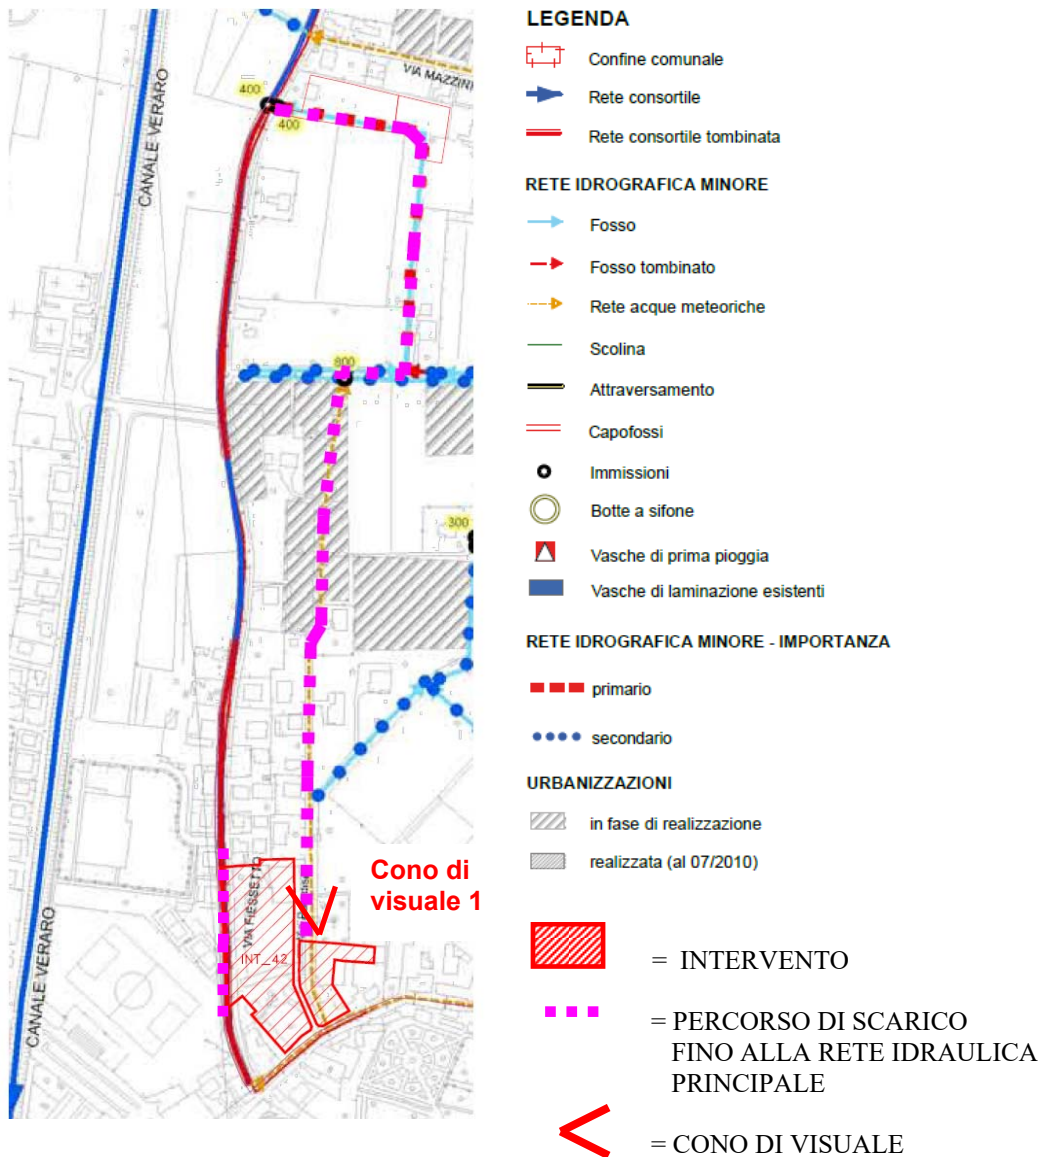 VIA MAZZINI
400
400
CANALE VERARO
800
300
Cono di
visuale 1
VIA FIESSETTO
INT_42
CANALE VERARO
LEGENDA
Confine comunale
Rete consortile
Rete consortile tombinata
RETE IDROGRAFICA MINORE
Fosso
Fosso tombinato
Rete acque meteoriche
Scolina
Attraversamento
Capofossi
Immissioni
Botte a sifone
Vasche di prima pioggia
Vasche di laminazione esistenti
RETE IDROGRAFICA MINORE - IMPORTANZA
primario
secondario
URBANIZZAZIONI
in fase di realizzazione
realizzata (al 07/2010)
= INTERVENTO
= PERCORSO DI SCARICO
FINO ALLA RETE IDRAULICA
PRINCIPALE
= CONO DI VISUALE